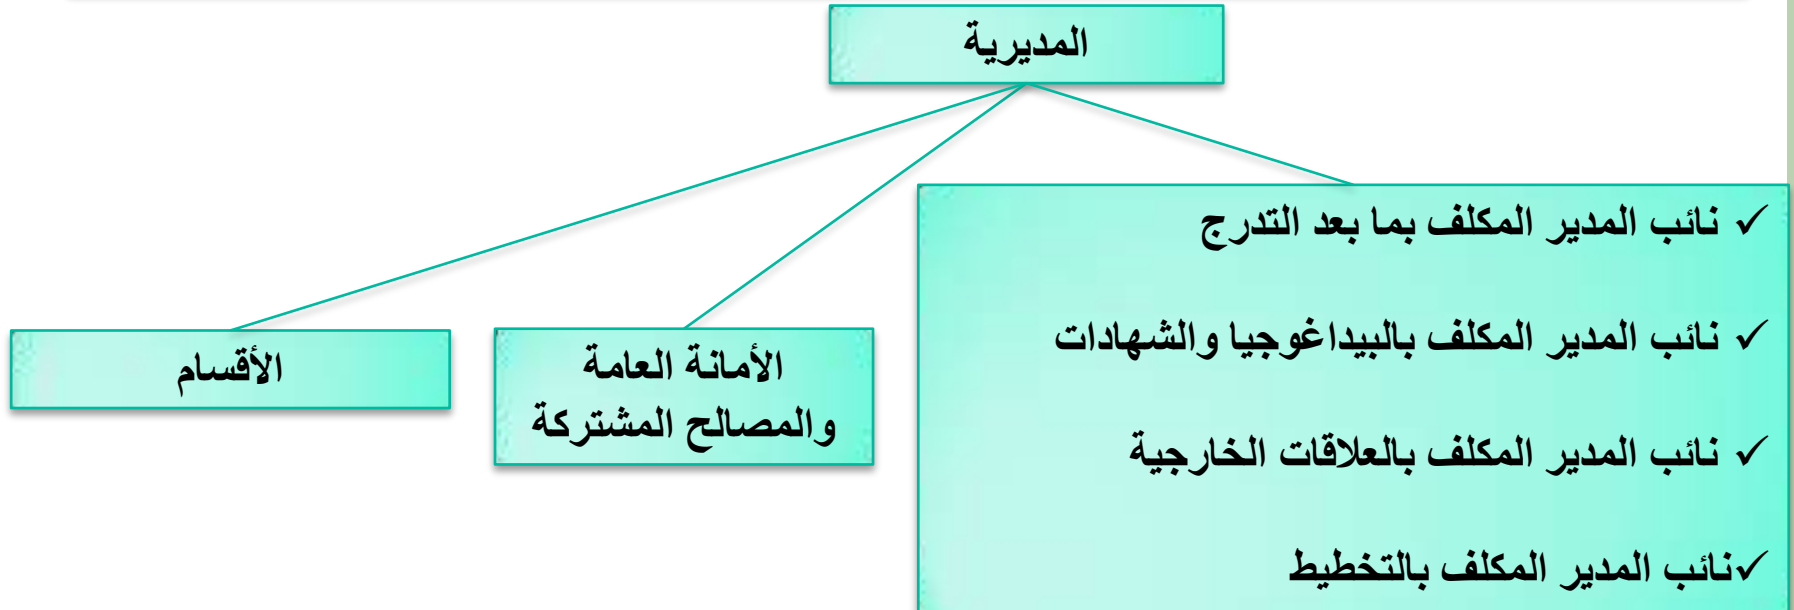 المديرية
✓ نائب المدير المكلف بما بعد التدرج
✓ نائب المدير المكلف بالبيداغوجيا والشهادات
✓ نائب المدير المكلف بالعلاقات الخارجية
✓نائب المدير المكلف بالتخطيط
الأمانة العامة
والمصالح المشتركة
الأقسام